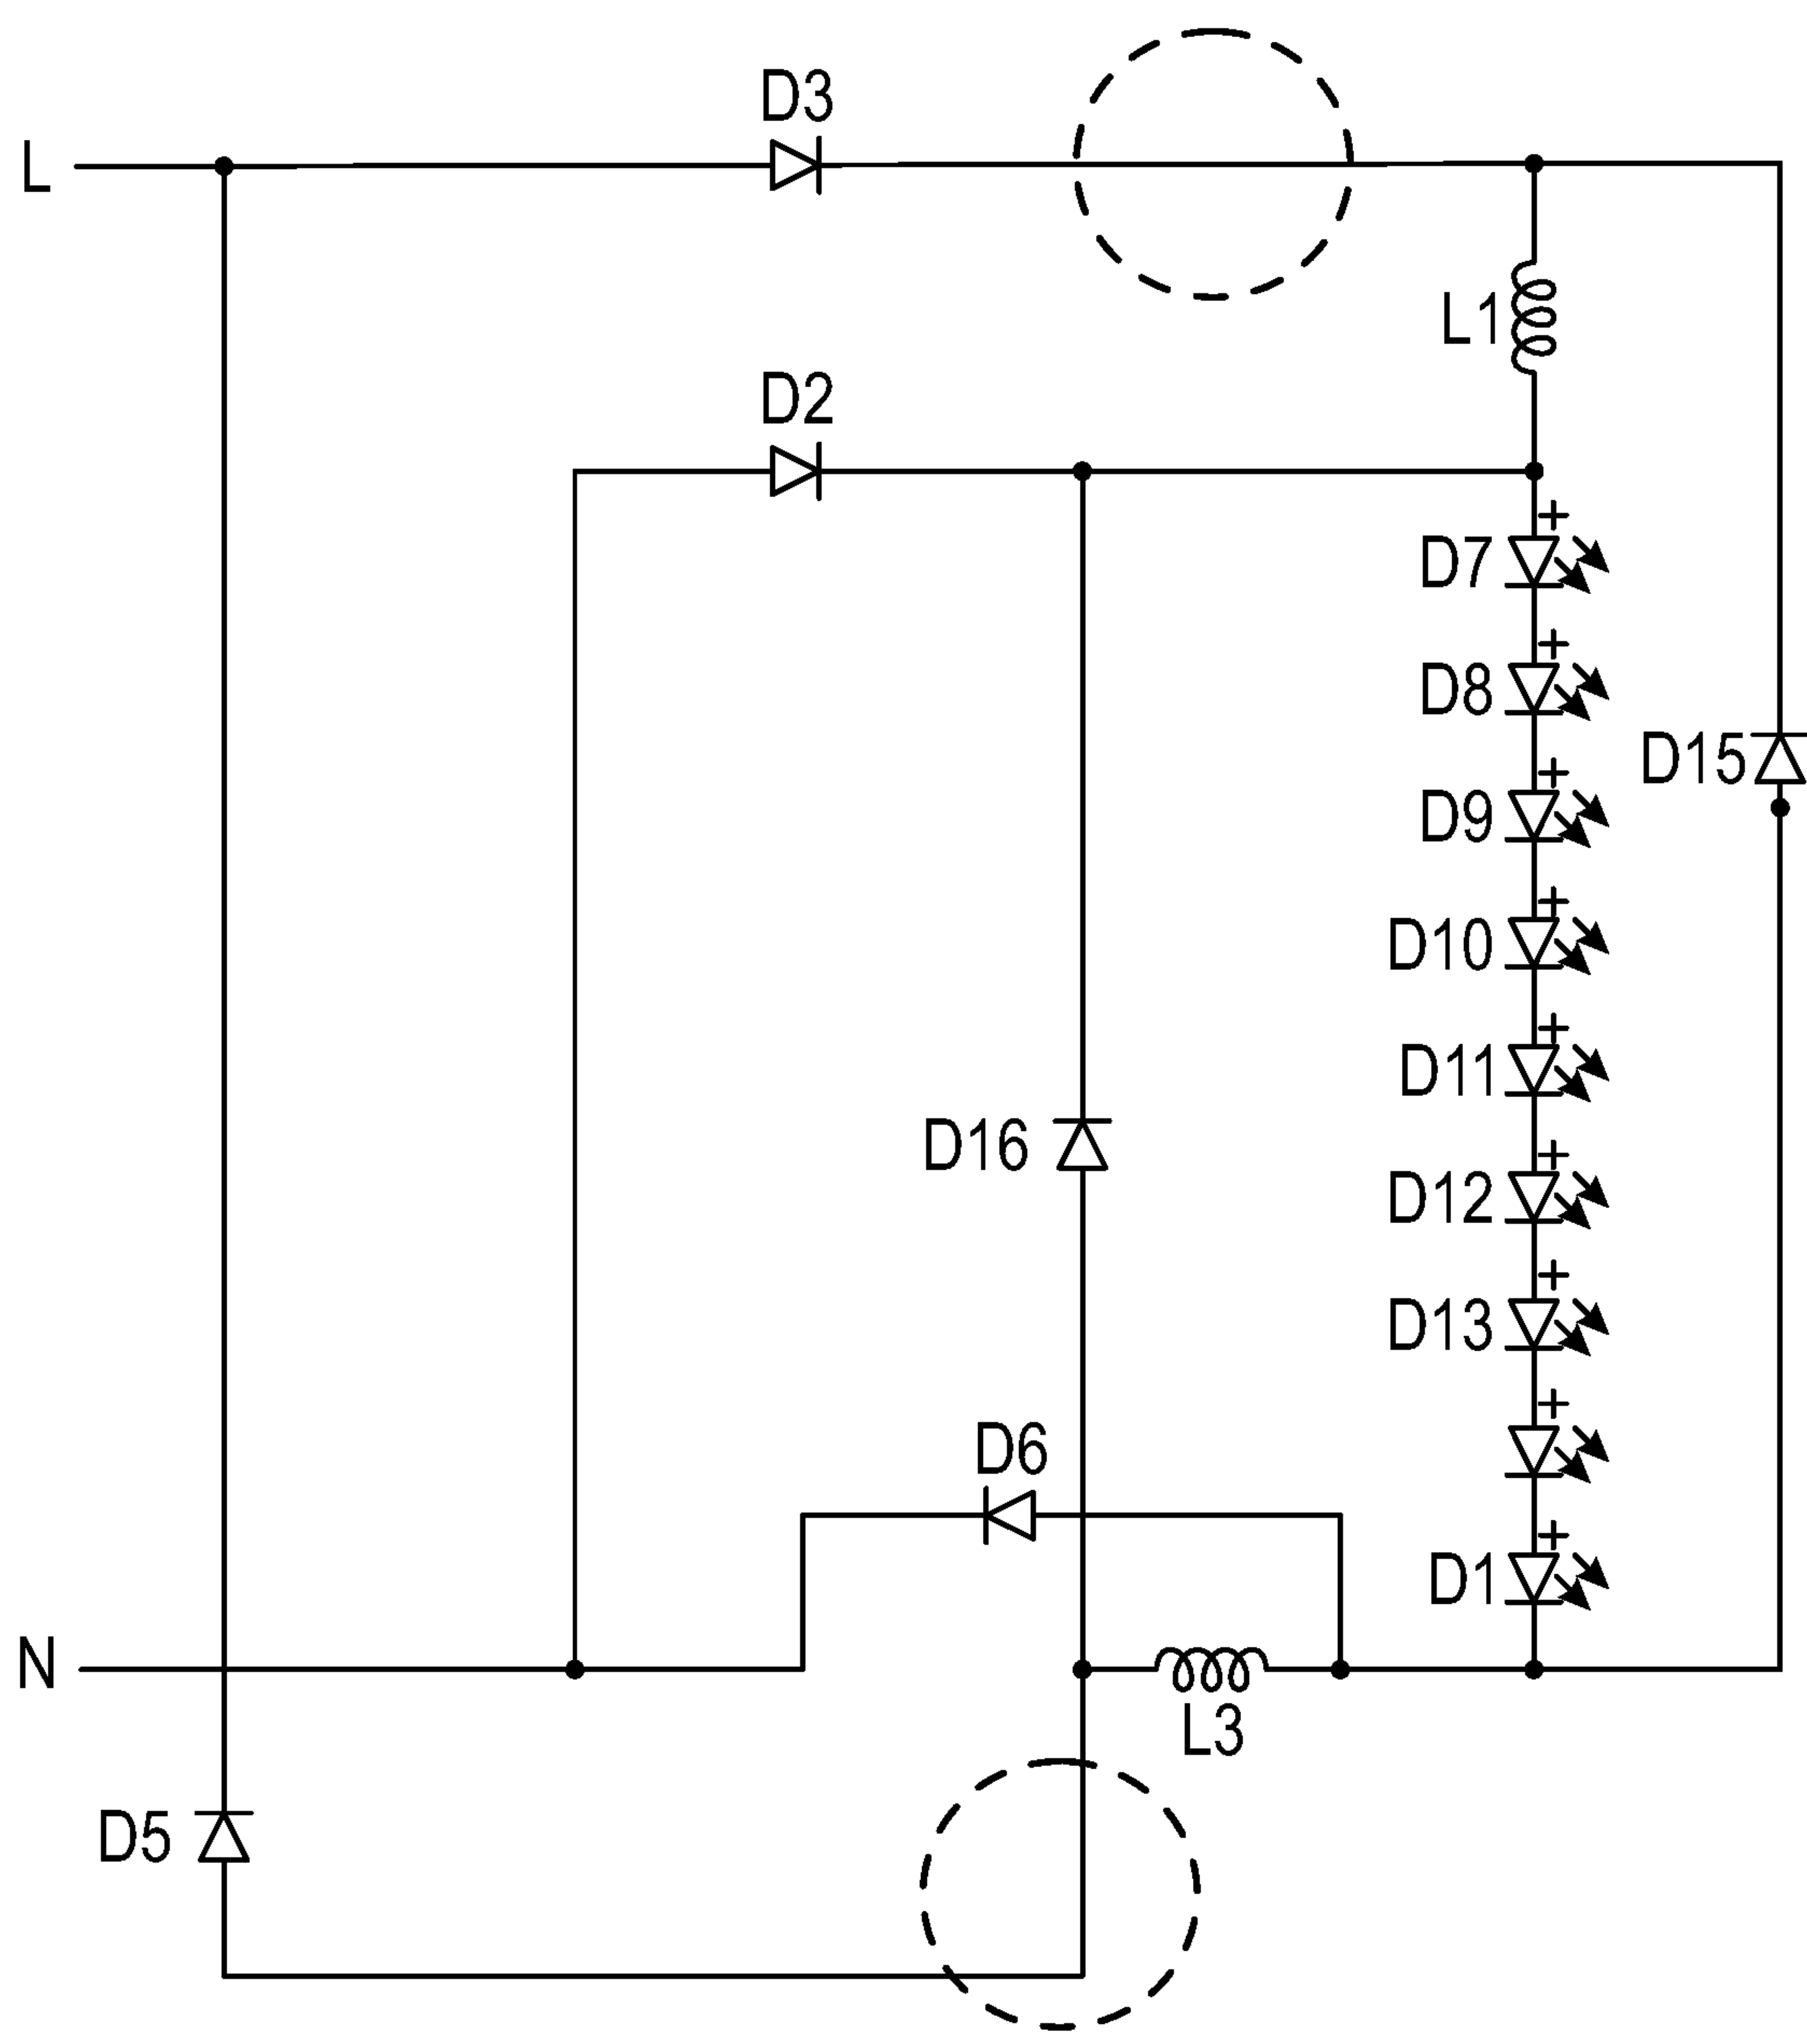 D3
L
L1
D2
+
D7
+
D8
D15
+
D9
+
D10
+
D11
D16
+
D12
+
D13
+
D6
+
D1
N
L3
D5